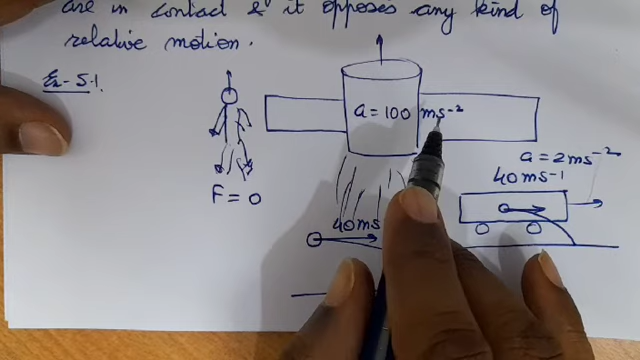 are in contact & it opposes any kind of
relative motion.
Ex-5.1.
a = 100 ms-2
a = 2ms-2
40ms-1
F = 0
40ms